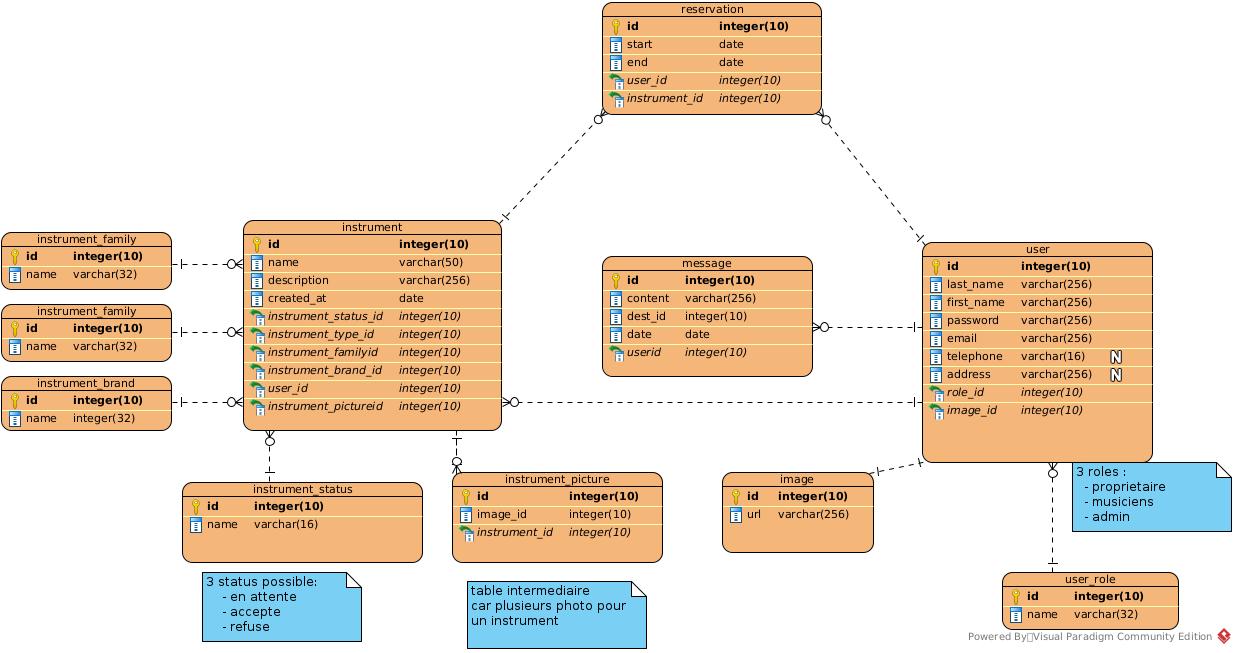 reservation
id integer(10)
start date
end date
user_id integer(10)
instrument_id integer(10)
instrument_family
id integer(10)
name varchar(32)
instrument_family
id integer(10)
name varchar(32)
instrument_brand
id integer(10)
name integer(32)
instrument
id integer(10)
name varchar(50)
description varchar(256)
created_at date
instrument_status_id integer(10)
instrument_type_id integer(10)
instrument_familyid integer(10)
instrument_brand_id integer(10)
user_id integer(10)
instrument_pictureid integer(10)
message
id integer(10)
content varchar(256)
dest_id integer(10)
date date
userid integer(10)
user
id integer(10)
last_name varchar(256)
first_name varchar(256)
password varchar(256)
email varchar(256)
telephone varchar(16) N
address varchar(256) N
role_id integer(10)
image_id integer(10)
instrument_status
id integer(10)
name varchar(16)
instrument_picture
id integer(10)
image_id integer(10)
instrument_id integer(10)
image
id integer(10)
url varchar(256)
3 roles :
- proprietaire
- musiciens
- admin
3 status possible:
- en attente
- accepte
- refuse
table intermediaire
car plusieurs photo pour
un instrument
user_role
id integer(10)
name varchar(32)
Powered By Visual Paradigm Community Edition